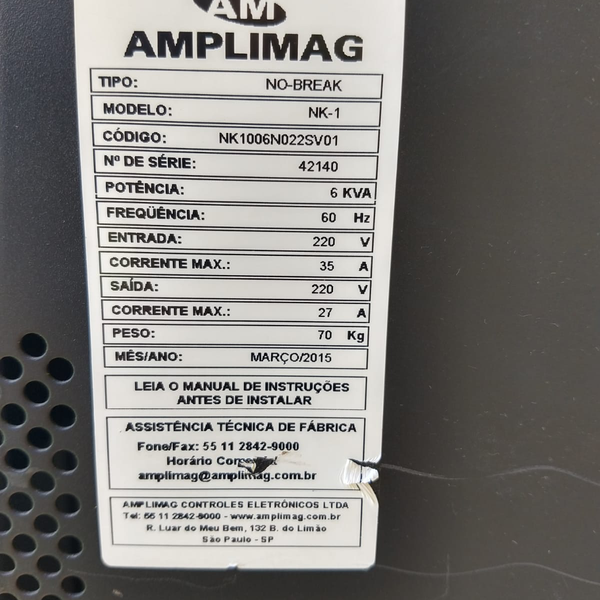 AM
AMPLIMAG
TIPO: NO-BREAK
MODELO: NK-1
CÓDIGO: NK1006N022SV01
Nº DE SÉRIE: 42140
POTÊNCIA: 6 KVA
FREQÜÊNCIA: 60 Hz
ENTRADA: 220 V
CORRENTE MAX.: 35 A
SAÍDA: 220 V
CORRENTE MAX.: 27 A
PESO: 70 Kg
MÊS/ANO: MARÇO/2015
LEIA O MANUAL DE INSTRUÇÕES
ANTES DE INSTALAR
ASSISTÊNCIA TÉCNICA DE FÁBRICA
Fone/Fax: 55 11 2842-9000
Horário
amplimag@amplimag.com.br
AMPLIMAG CONTROLES ELETRÔNICOS LTDA
Tel: 55 11 2842-9000 - www.amplimag.com.br
R. Luar do Meu Bem, 132 B. do Limão
São Paulo - SP